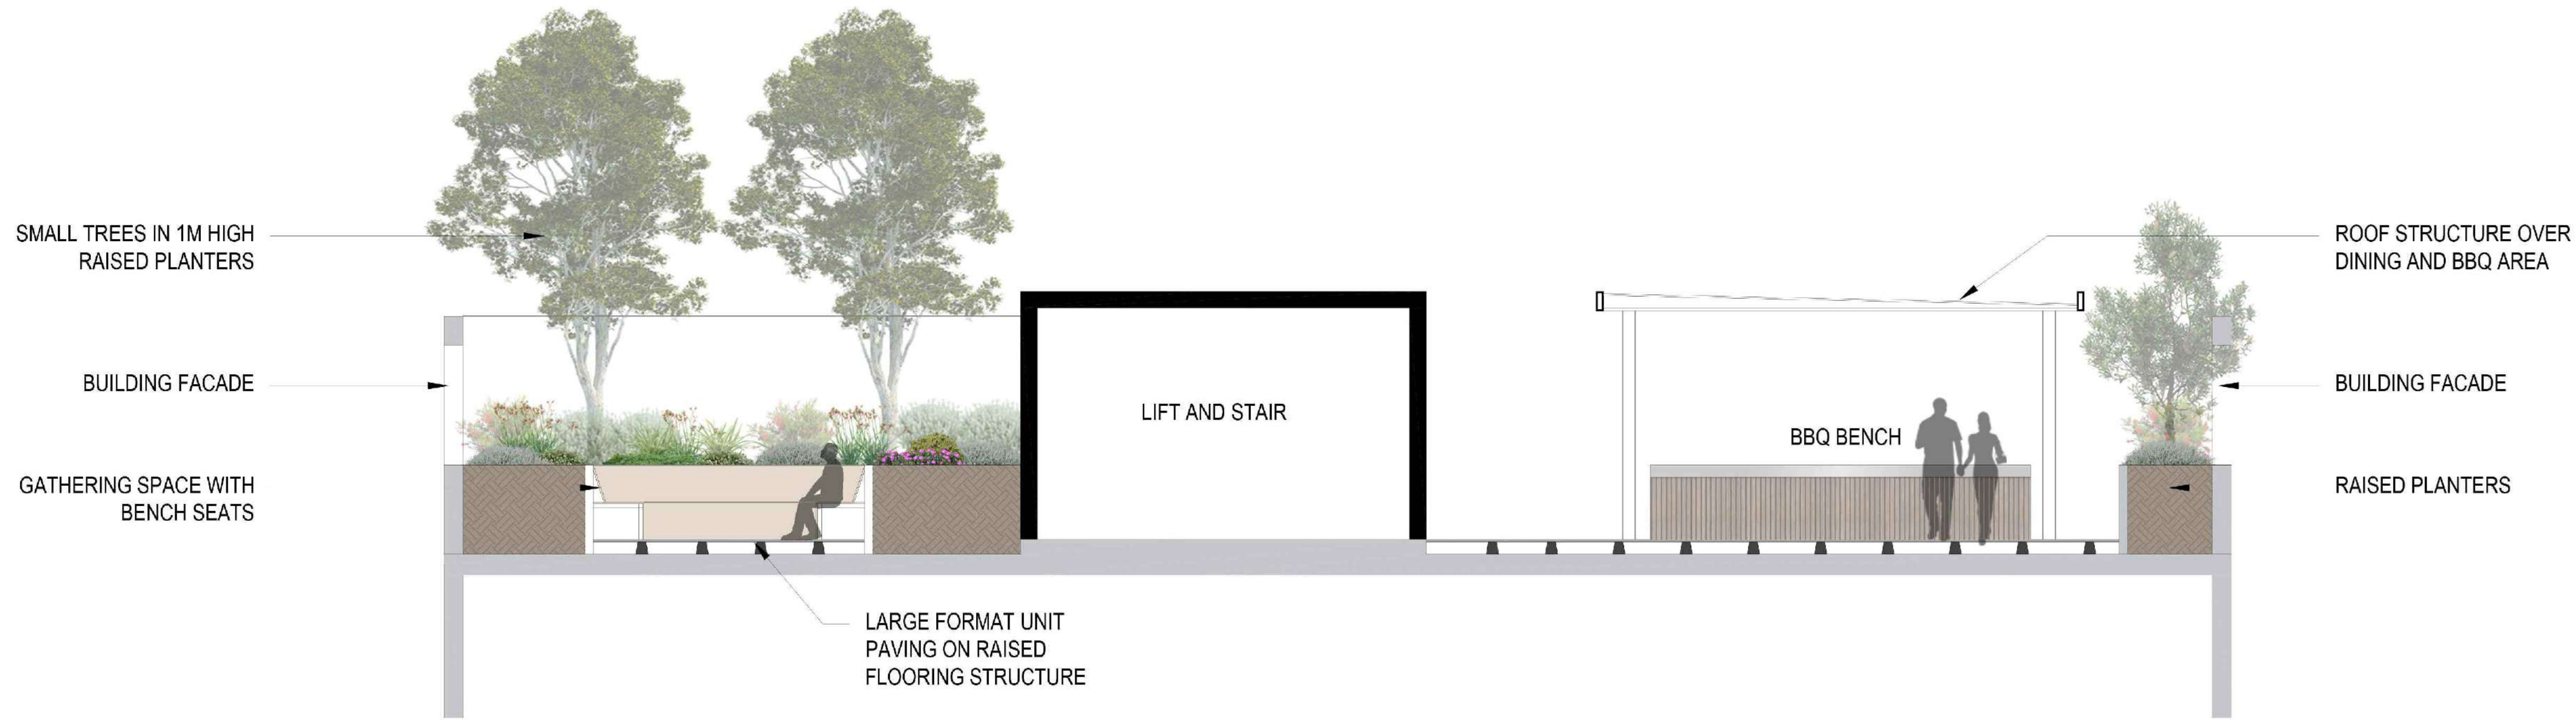 SMALL TREES IN 1M HIGH
RAISED PLANTERS
BUILDING FACADE
GATHERING SPACE WITH
BENCH SEATS
LARGE FORMAT UNIT
PAVING ON RAISED
FLOORING STRUCTURE
LIFT AND STAIR
BBQ BENCH
ROOF STRUCTURE OVER
DINING AND BBQ AREA
BUILDING FACADE
RAISED PLANTERS